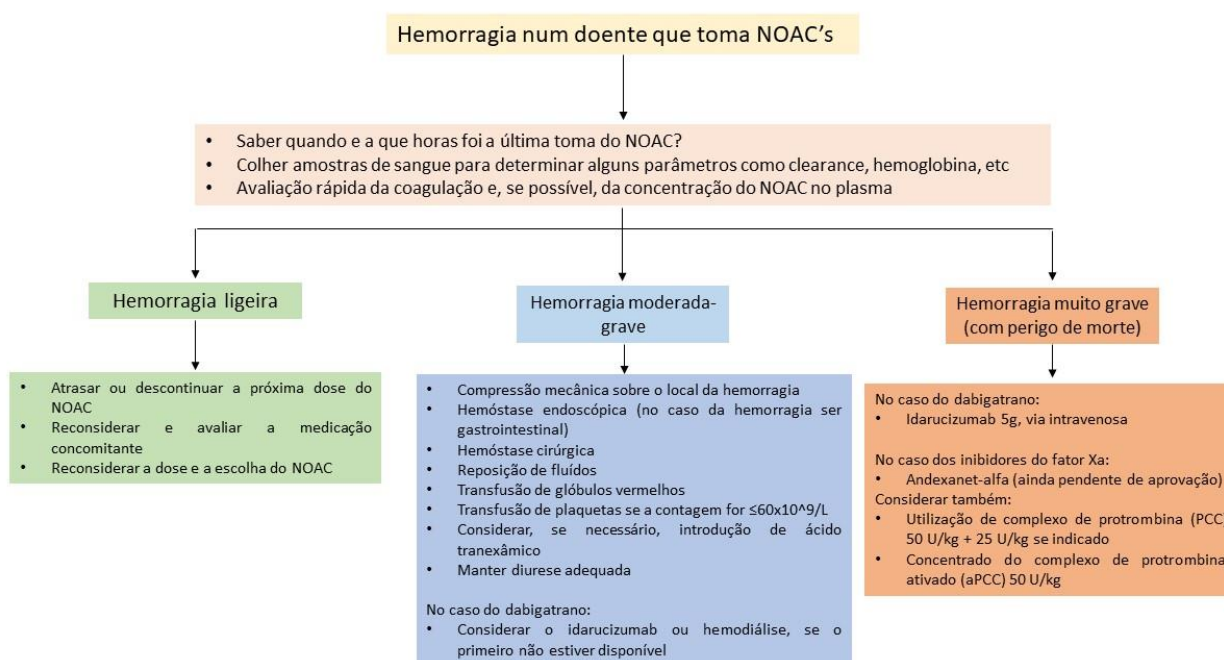 Hemorragia num doente que toma NOAC's
• Saber quando e a que horas foi a última toma do NOAC?
• Colher amostras de sangue para determinar alguns parâmetros como clearance, hemoglobina, etc
• Avaliação rápida da coagulação e, se possível, da concentração do NOAC no plasma
Hemorragia ligeira
• Atrasar ou descontinuar a próxima dose do
NOAC
• Reconsiderar e avaliar a medicação
concomitante
• Reconsiderar a dose e a escolha do NOAC
Hemorragia moderada-
grave
• Compressão mecânica sobre o local da hemorragia
• Hemóstase endoscópica (no caso da hemorragia ser
gastrointestinal)
• Hemóstase cirúrgica
• Reposição de fluídos
• Transfusão de glóbulos vermelhos
• Transfusão de plaquetas se a contagem for ≤60x10^9/L
• Considerar, se necessário, introdução de ácido
tranexâmico
• Manter diurese adequada
No caso do dabigatrano:
• Considerar o idarucizumab ou hemodiálise, se o
primeiro não estiver disponível
Hemorragia muito grave
(com perigo de morte)
No caso do dabigatrano:
• Idarucizumab 5g, via intravenosa
No caso dos inibidores do fator Xa:
• Andexanet-alfa (ainda pendente de aprovação)
Considerar também:
• Utilização de complexo de protrombina (PCC)
50 U/kg + 25 U/kg se indicado
• Concentrado do complexo de protrombina
ativado (aPCC) 50 U/kg